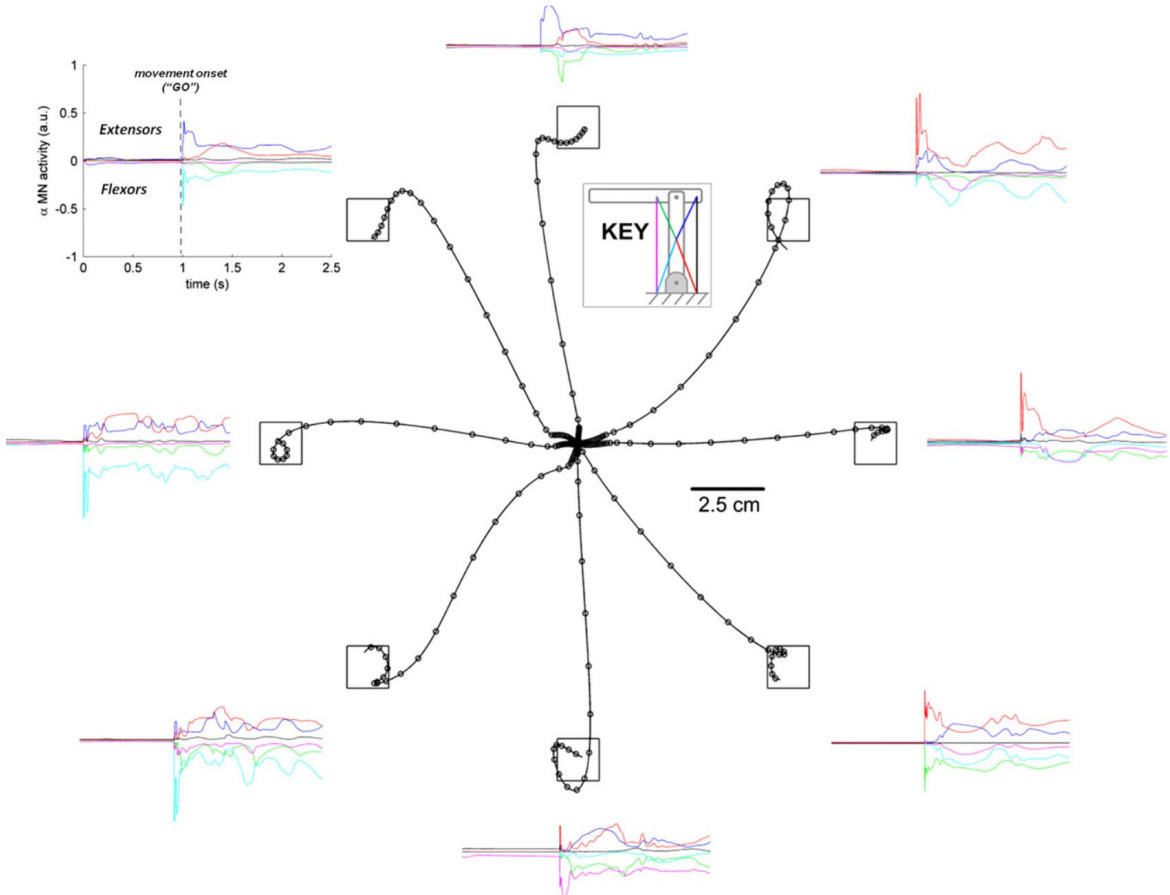 1
movement onset
("GO")
0.5
Extensors
α MN activity (a.u.)
0
Flexors
-0.5
-1
0
0.5
1
1.5
2
2.5
time (s)
KEY
2.5 cm